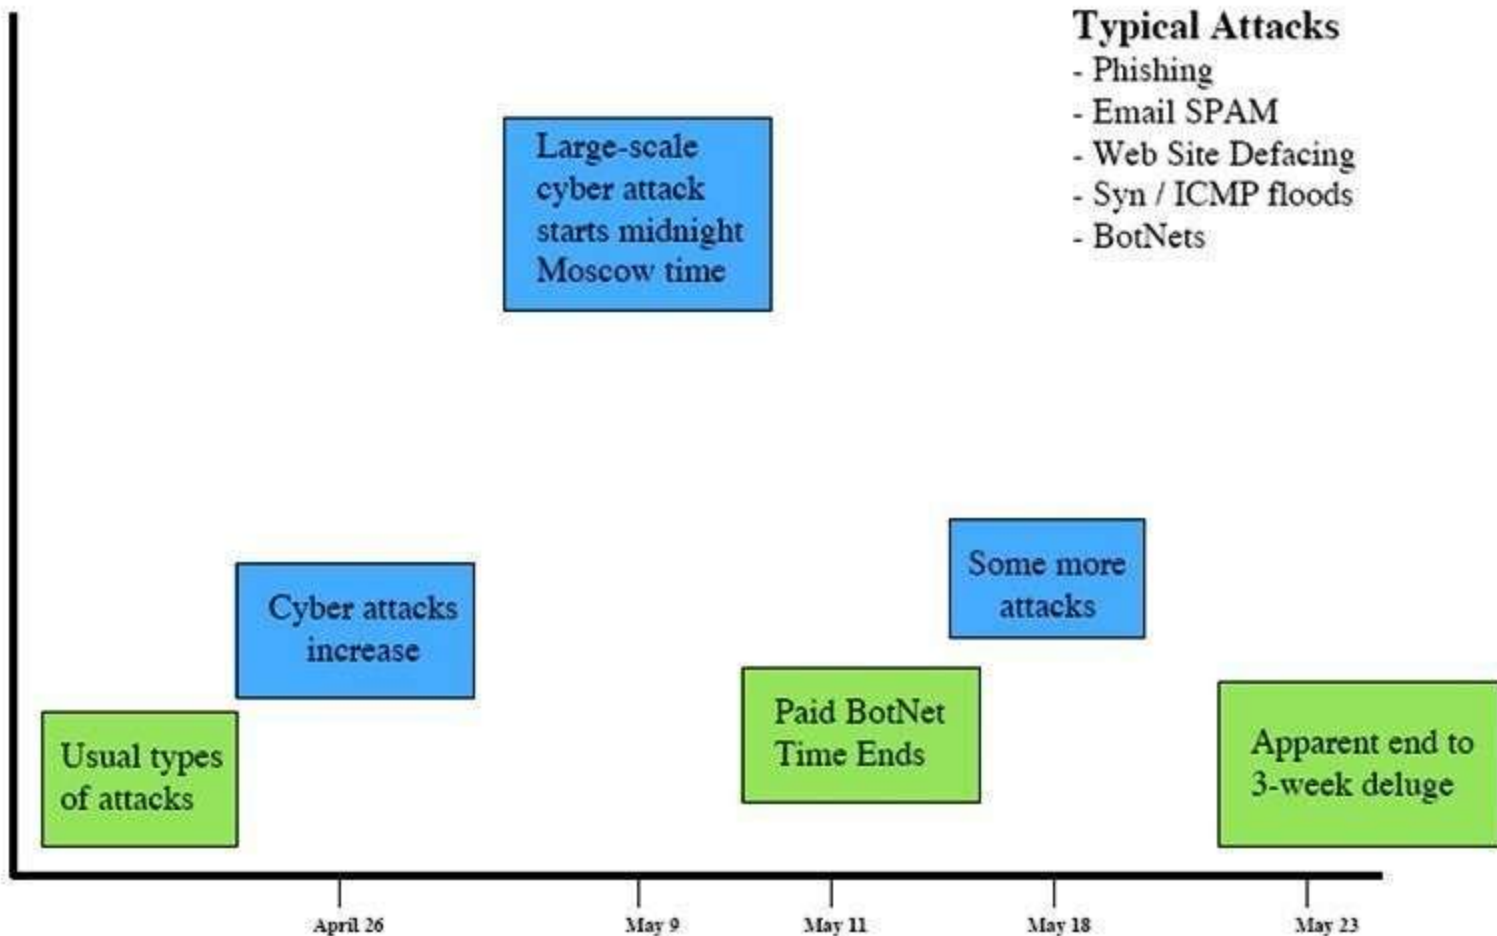 Typical Attacks
- Phishing
- Email SPAM
- Web Site Defacing
- Syn / ICMP floods
- BotNets
Large-scale
cyber attack
starts midnight
Moscow time
Some more
attacks
Cyber attacks
increase
Paid BotNet
Time Ends
Usual types
of attacks
Apparent end to
3-week deluge
April 26
May 9
May 11
May 18
May 23